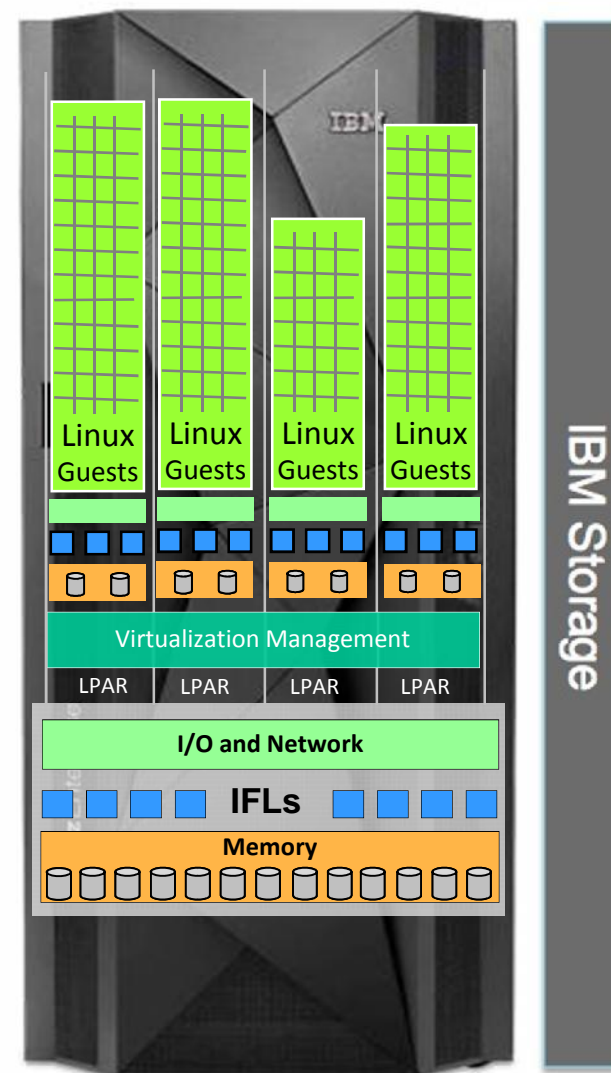 IBM
Linux
Guests
Linux
Guests
Linux
Guests
Linux
Guests
Virtualization Management
LPAR
LPAR
LPAR
LPAR
I/O and Network
IFLs
Memory
IBM Storage